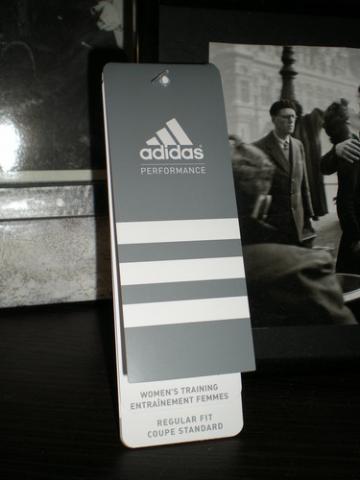 adidas
PERFORMANCE
WOMEN'S TRAINING
ENTRAÎNEMENT FEMMES
REGULAR FIT
COUPE STANDARD